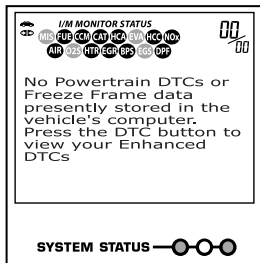 I/M MONITOR STATUS
MIS FUE CCM CAT HCA EVA HCC NOx
AIR O2S HTR EGR BPS EGS DPF
00/00
No Powertrain DTCs or
Freeze Frame data
presently stored in the
vehicle's computer.
Press the DTC button to
view your Enhanced
DTCs
SYSTEM STATUS